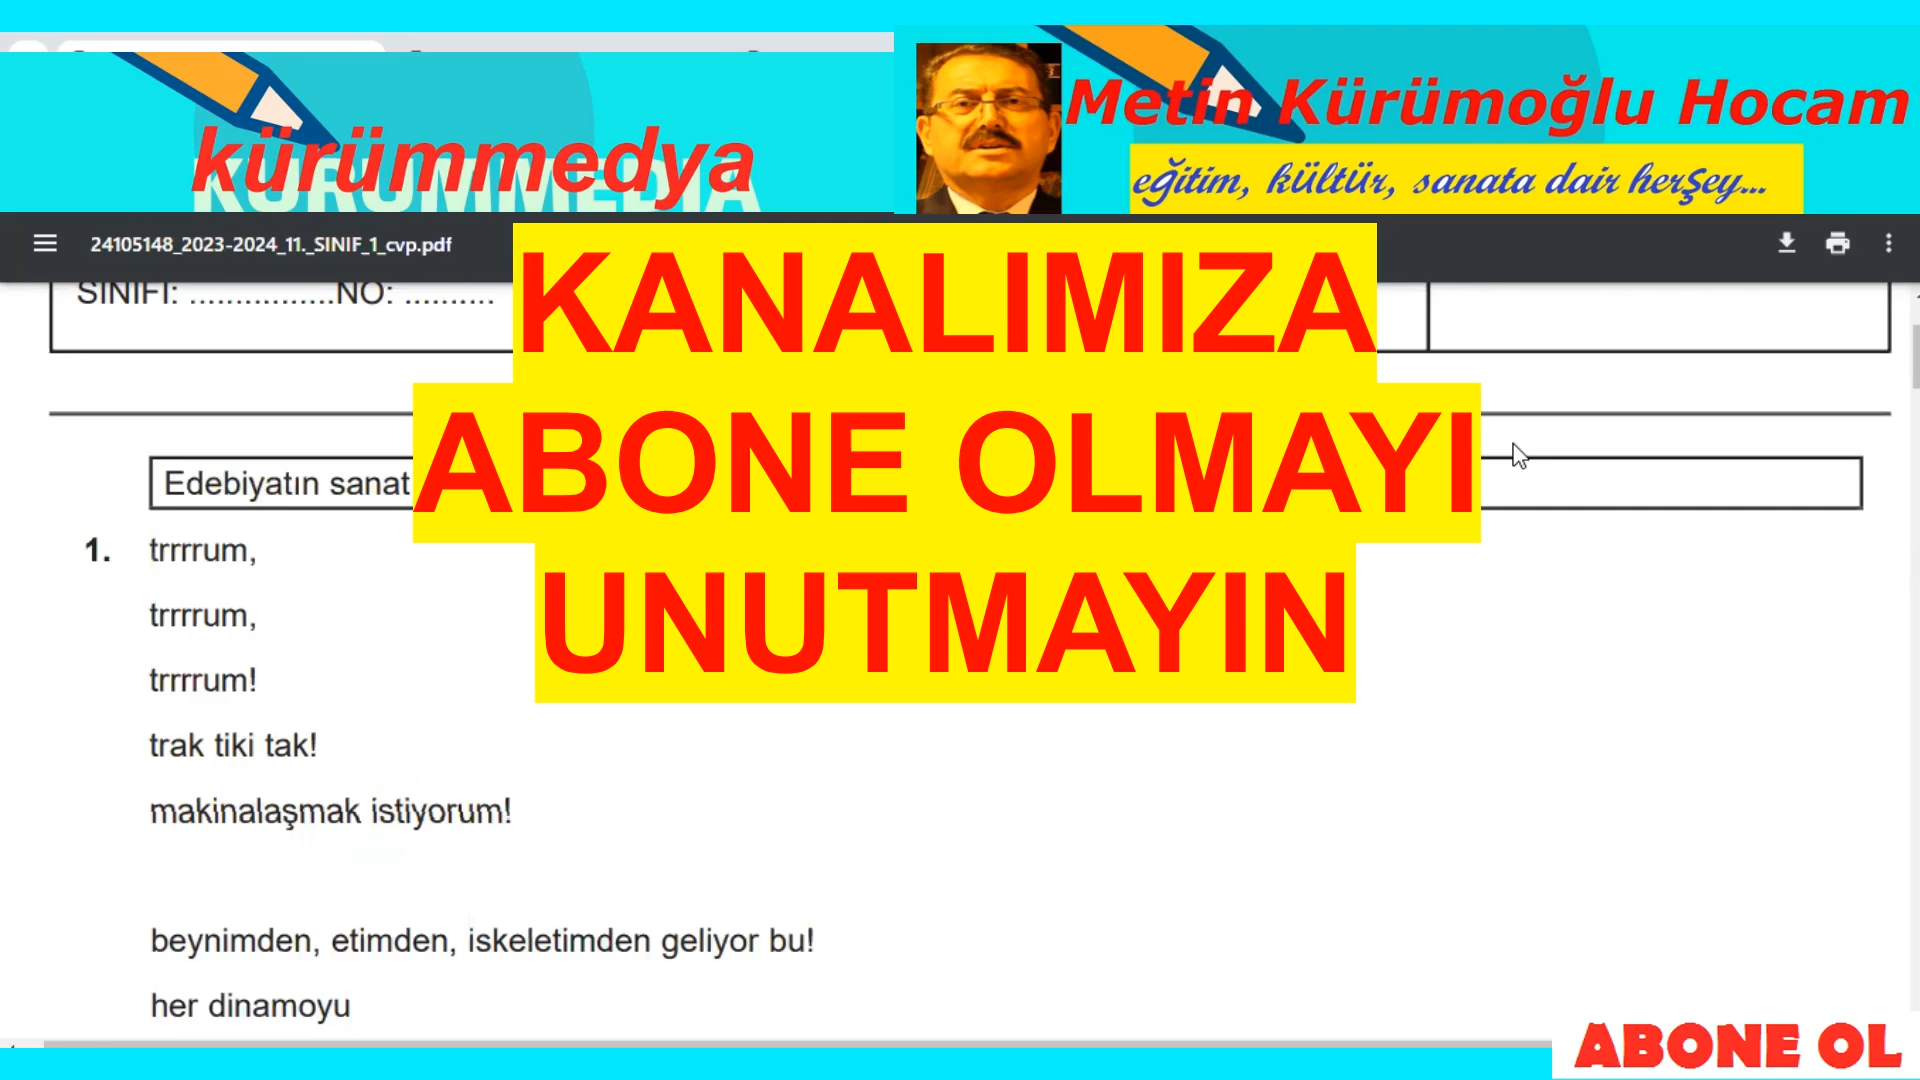 kürümmedya
KÜRÜMMEDIA
Metin Kürümoğlu Hocam
eğitim, kültür, sanata dair herşey...
24105148_2023-2024_11._SINIF_1_cvp.pdf
SINIFI: ................NO: ..........
KANALIMIZA
ABONE OLMAYI
UNUTMAYIN
Edebiyatın sanat
1. trrrrum,
trrrrum,
trrrrum!
trak tiki tak!
makinalaşmak istiyorum!
beynimden, etimden, iskeletimden geliyor bu!
her dinamoyu
ABONE OL